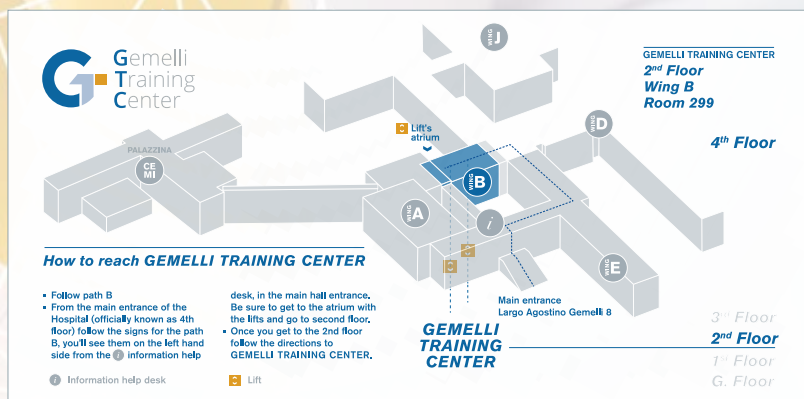 Gemelli
Training
Center
WING J
GEMELLI TRAINING CENTER
2nd Floor
Wing B
Room 299
WING D
4th Floor
Lift's
atrium
PALAZZINA
CE
MI
WING B
WING A
i
WING E
How to reach GEMELLI TRAINING CENTER
Follow path B
From the main entrance of the
Hospital (officially known as 4th
floor) follow the signs for the path
B, you'll see them on the left hand
side from the i information help
desk, in the main hall entrance.
Be sure to get to the atrium with
the lifts and go to second floor.
Once you get to the 2nd floor
follow the directions to
GEMELLI TRAINING CENTER.
i Information help desk
Lift
Main entrance
Largo Agostino Gemelli 8
GEMELLI
TRAINING
CENTER
3rd Floor
2nd Floor
1st Floor
G. Floor